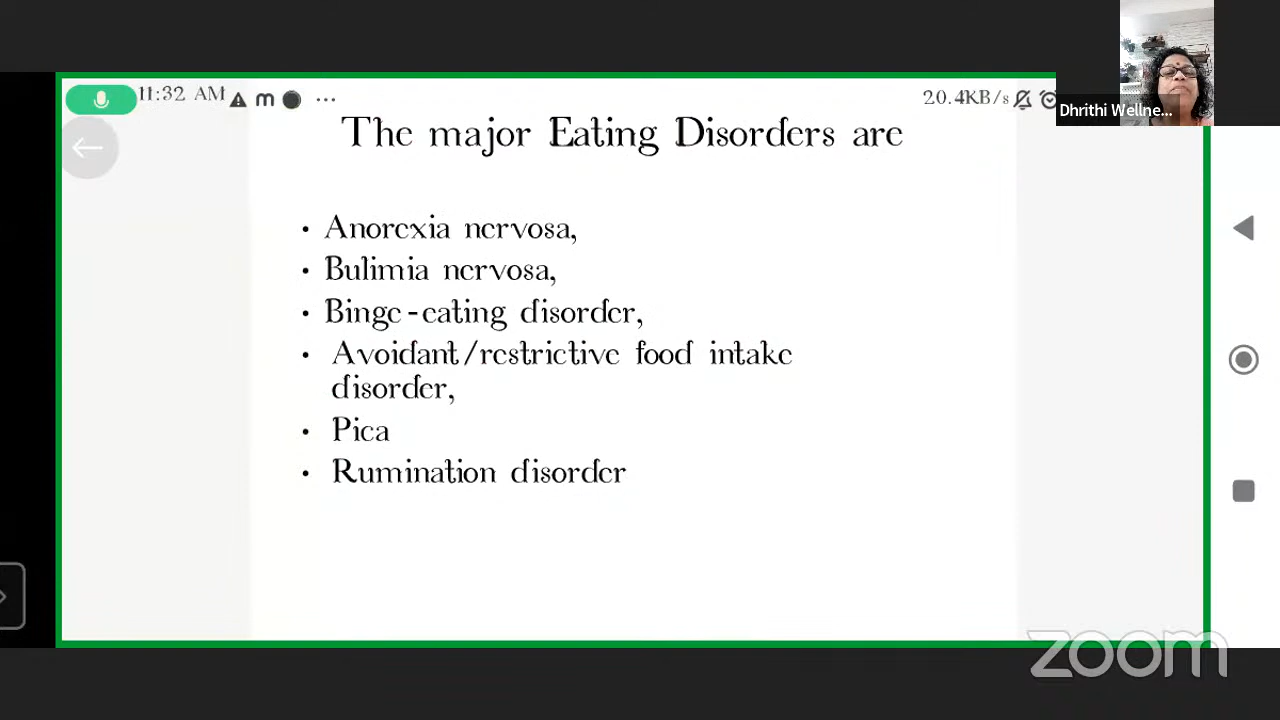 11:32 AM
m
...
20.4KB/s
Dhrithi Wellne...
The major Eating Disorders are
• Anorexia nervosa,
• Bulimia nervosa,
• Binge-eating disorder,
• Avoidant/restrictive food intake
disorder,
• Pica
• Rumination disorder
zoom